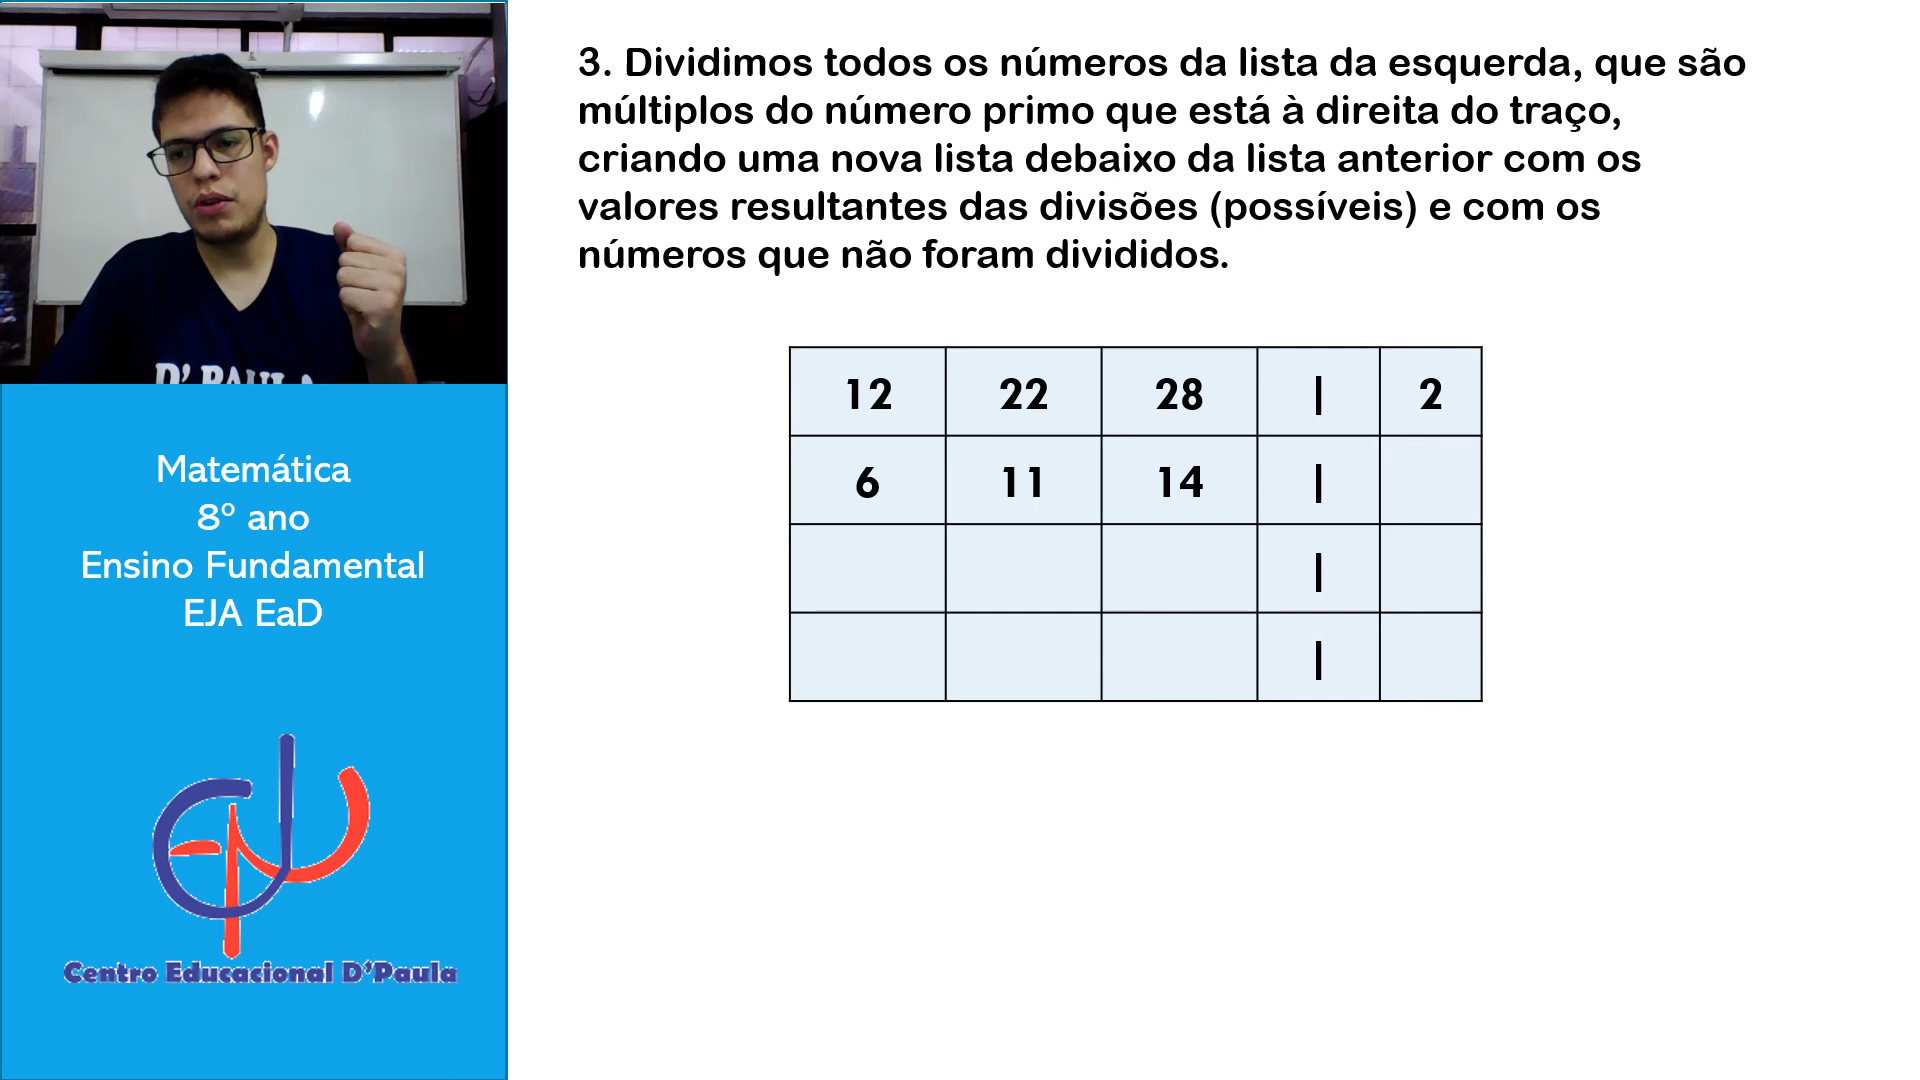 3. Dividimos todos os números da lista da esquerda, que são
múltiplos do número primo que está à direita do traço,
criando uma nova lista debaixo da lista anterior com os
valores resultantes das divisões (possíveis) e com os
números que não foram divididos.
12 22 28 | 2
6 11 14 |
|
|
D' PAULA
Matemática
8º ano
Ensino Fundamental
EJA EaD
Centro Educacional D'Paula